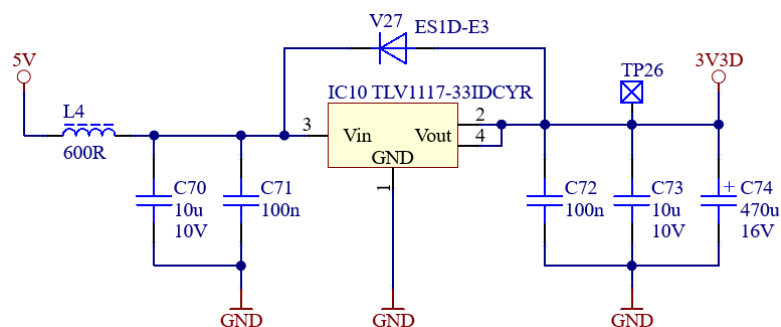 V27 ES1D-E3
5V
3V3D
TP26
IC10 TLV1117-33IDCYR
L4
600R
3
Vin
Vout
GND
2
4
1
C70
10u
10V
C71
100n
C72
100n
C73
10u
10V
+
C74
470u
16V
GND
GND
GND